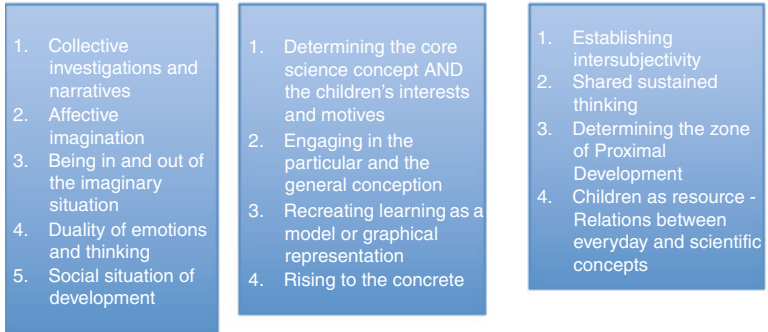 1. Collective
investigations and
narratives
2. Affective
imagination
3. Being in and out of
the imaginary
situation
4. Duality of emotions
and thinking
5. Social situation of
development
1. Determining the core
science concept AND
the children's interests
and motives
2. Engaging in the
particular and the
general conception
3. Recreating learning as a
model or graphical
representation
4. Rising to the concrete
1. Establishing
intersubjectivity
2. Shared sustained
thinking
3. Determining the zone
of Proximal
Development
4. Children as resource -
Relations between
everyday and scientific
concepts